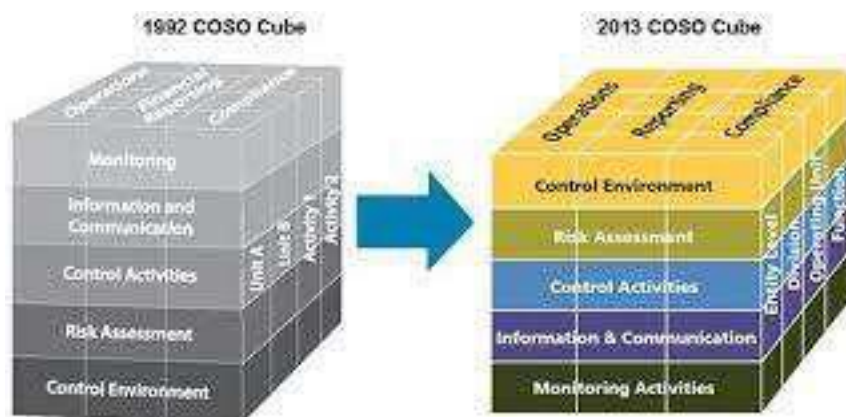 1992 COSO Cube
Operations
Financial
Reporting
Compliance
Monitoring
Information and
Communication
Control Activities
Risk Assessment
Control Environment
Unit A
Unit B
Activity 1
Activity 2
2013 COSO Cube
Operations
Reporting
Compliance
Control Environment
Risk Assessment
Control Activities
Information & Communication
Monitoring Activities
Entity Level
Division
Operating Unit
Function